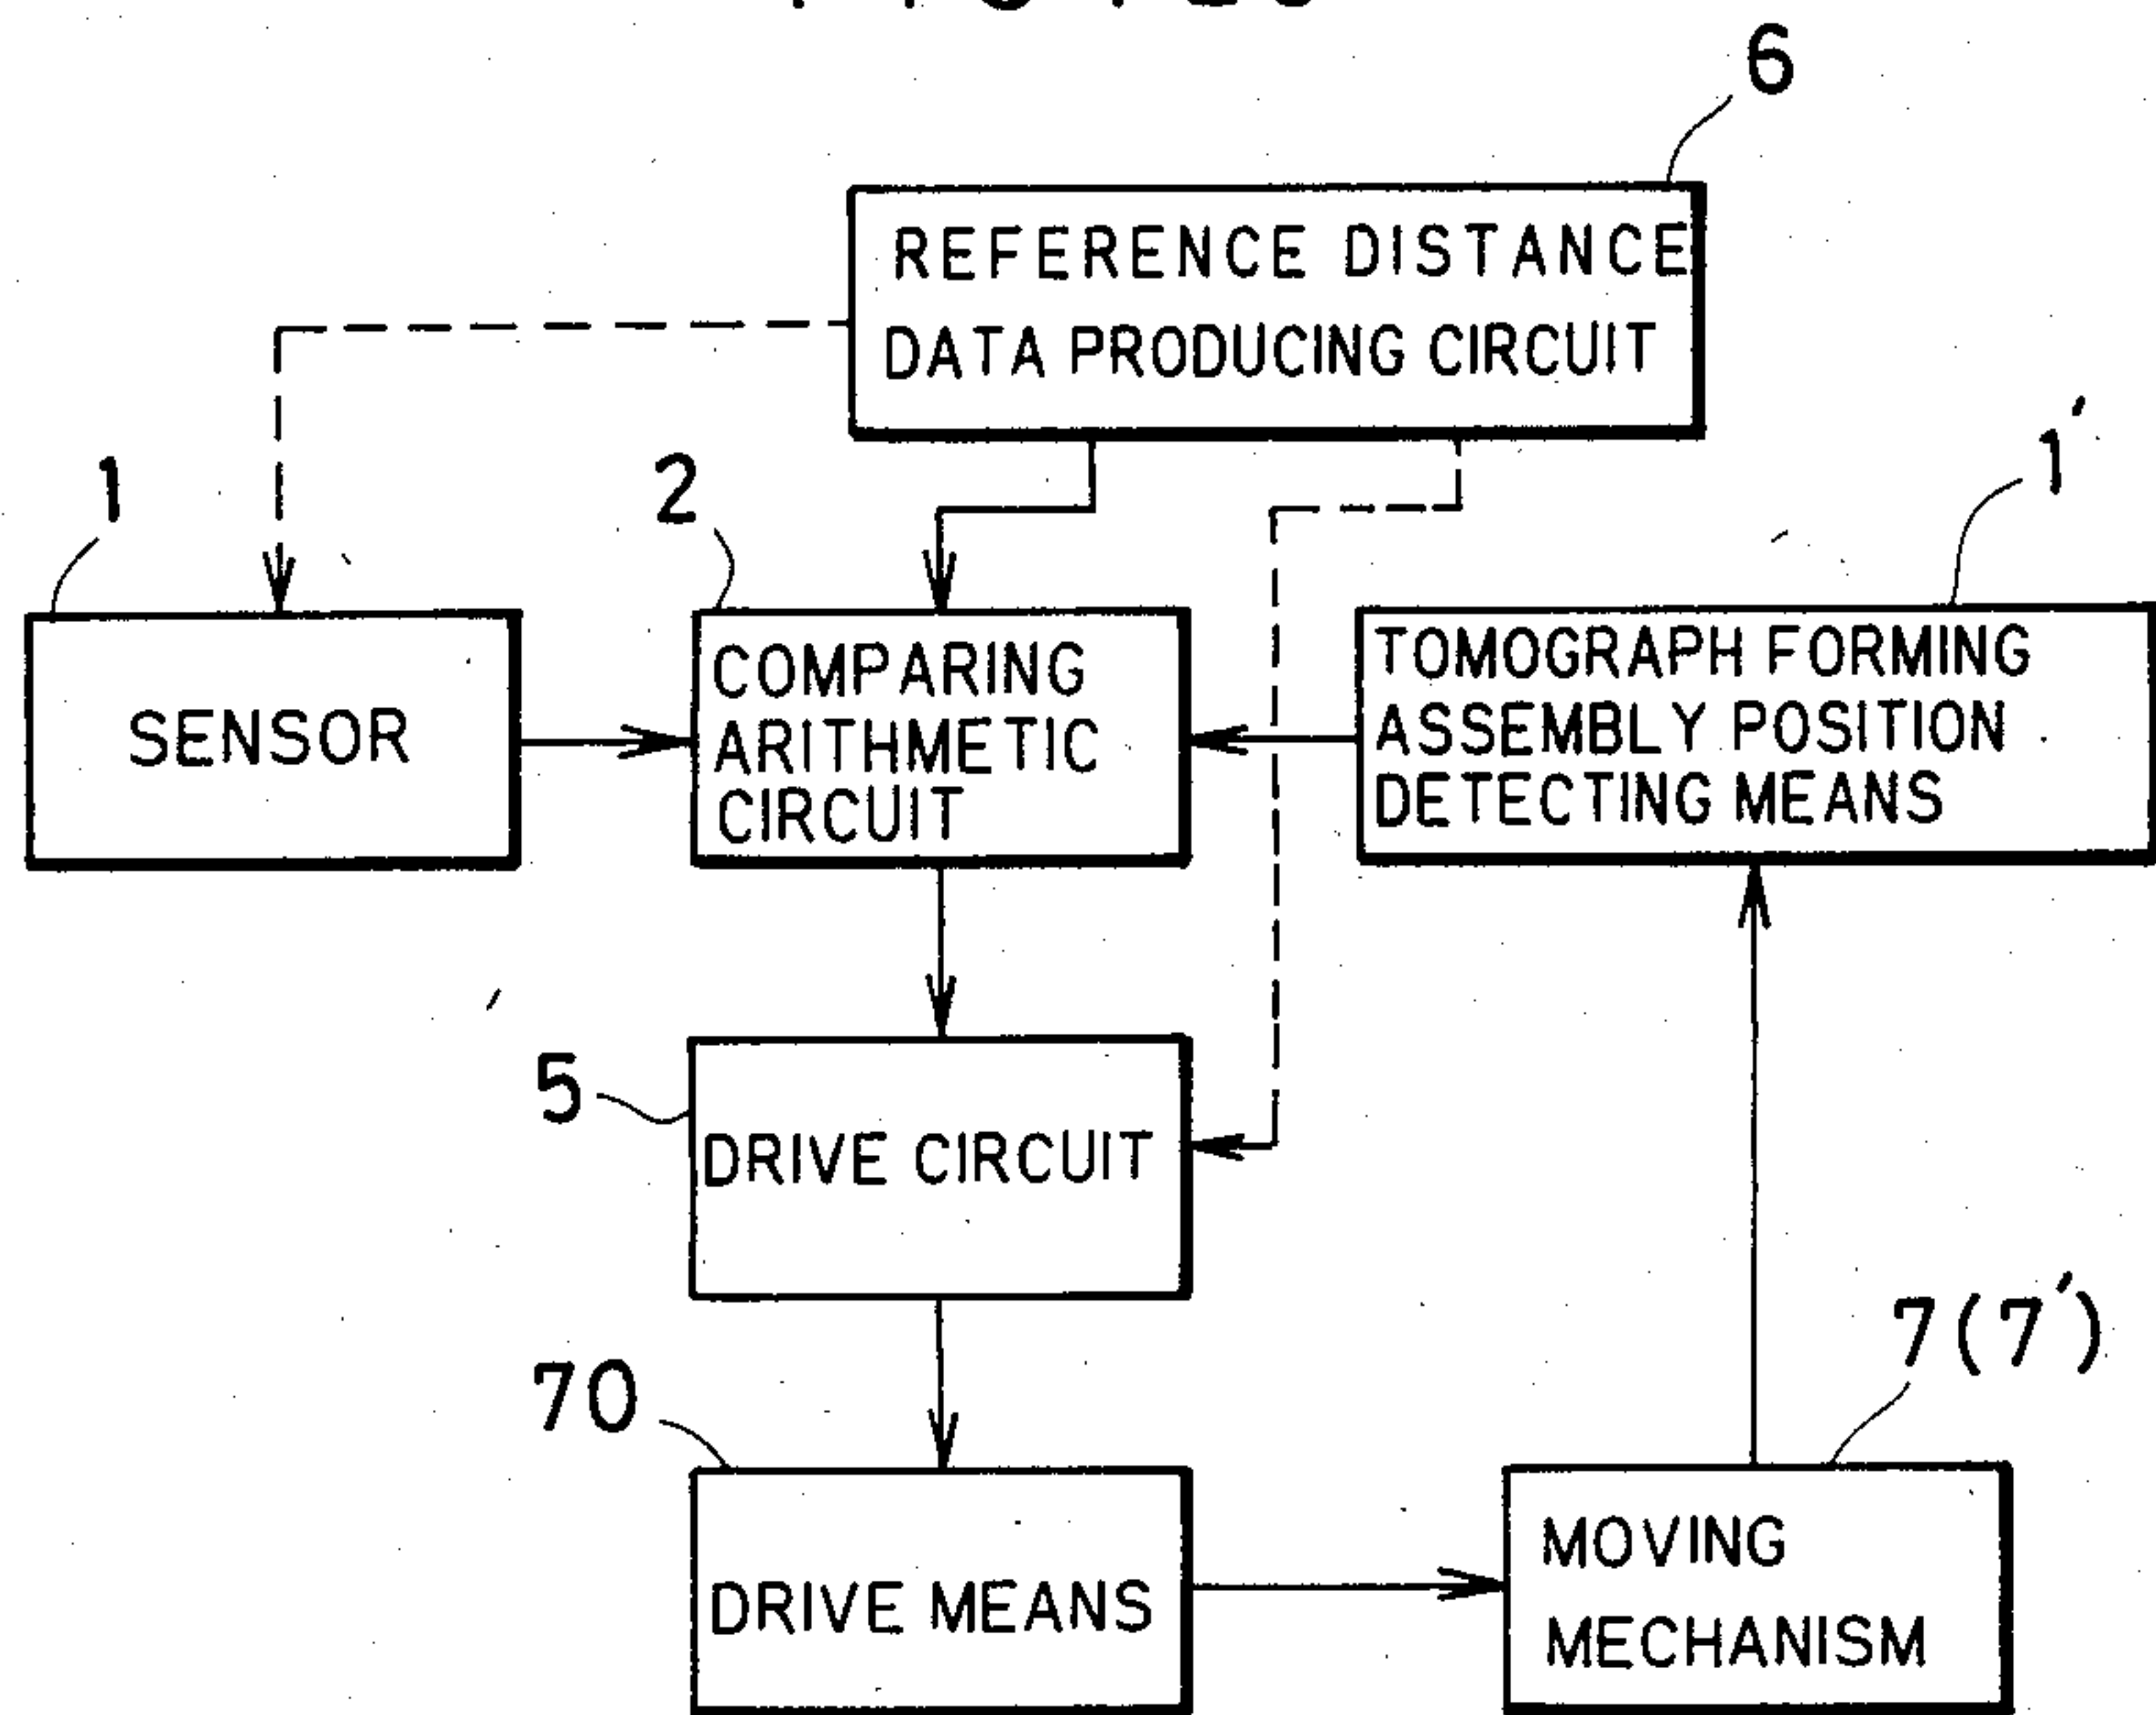 6
REFERENCE DISTANCE
DATA PRODUCING CIRCUIT
1
2
1'
SENSOR
COMPARING
ARITHMETIC
CIRCUIT
TOMOGRAPH FORMING
ASSEMBLY POSITION
DETECTING MEANS
5
DRIVE CIRCUIT
7(7')
70
DRIVE MEANS
MOVING
MECHANISM